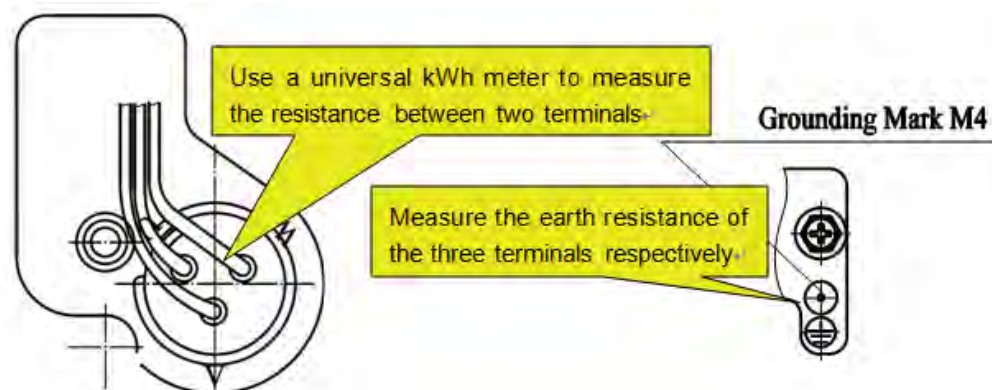 Use a universal kWh meter to measure
the resistance between two terminals
Grounding Mark M4
Measure the earth resistance of
the three terminals respectively